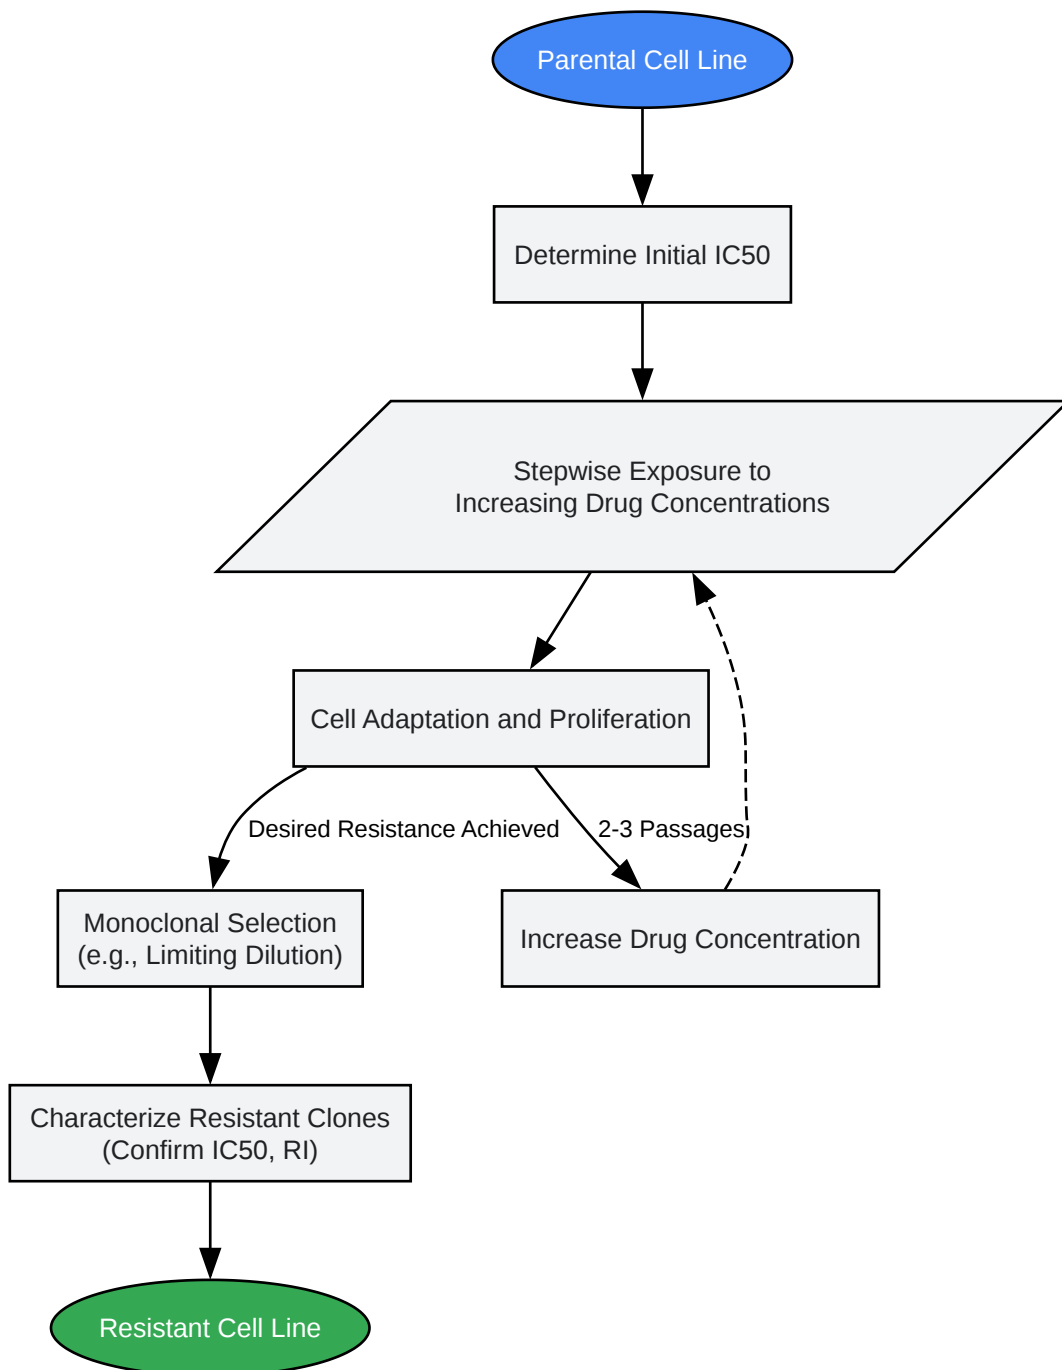 Parental Cell Line
Determine Initial IC50
Stepwise Exposure to
Increasing Drug Concentrations
Cell Adaptation and Proliferation
Desired Resistance Achieved
2-3 Passages
Monoclonal Selection
(e.g., Limiting Dilution)
Increase Drug Concentration
Characterize Resistant Clones
(Confirm IC50, RI)
Resistant Cell Line